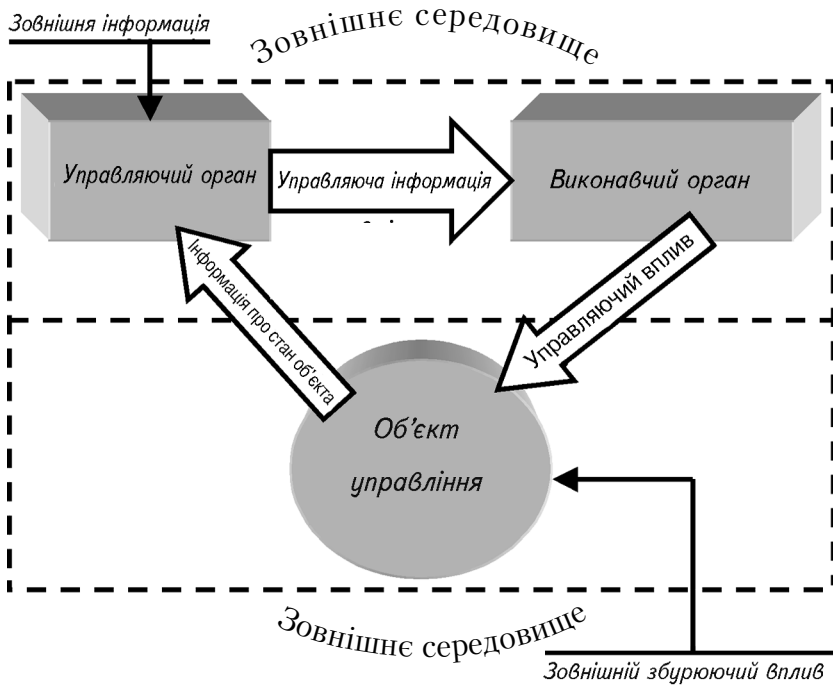 Зовнішня інформація
Зовнішнє середовище
Управляючий орган
Управляюча інформація
Виконавчий орган
Інформація про стан об'єкта
Управляючий вплив
Об'єкт
управління
Зовнішнє середовище
Зовнішній збурюючий вплив